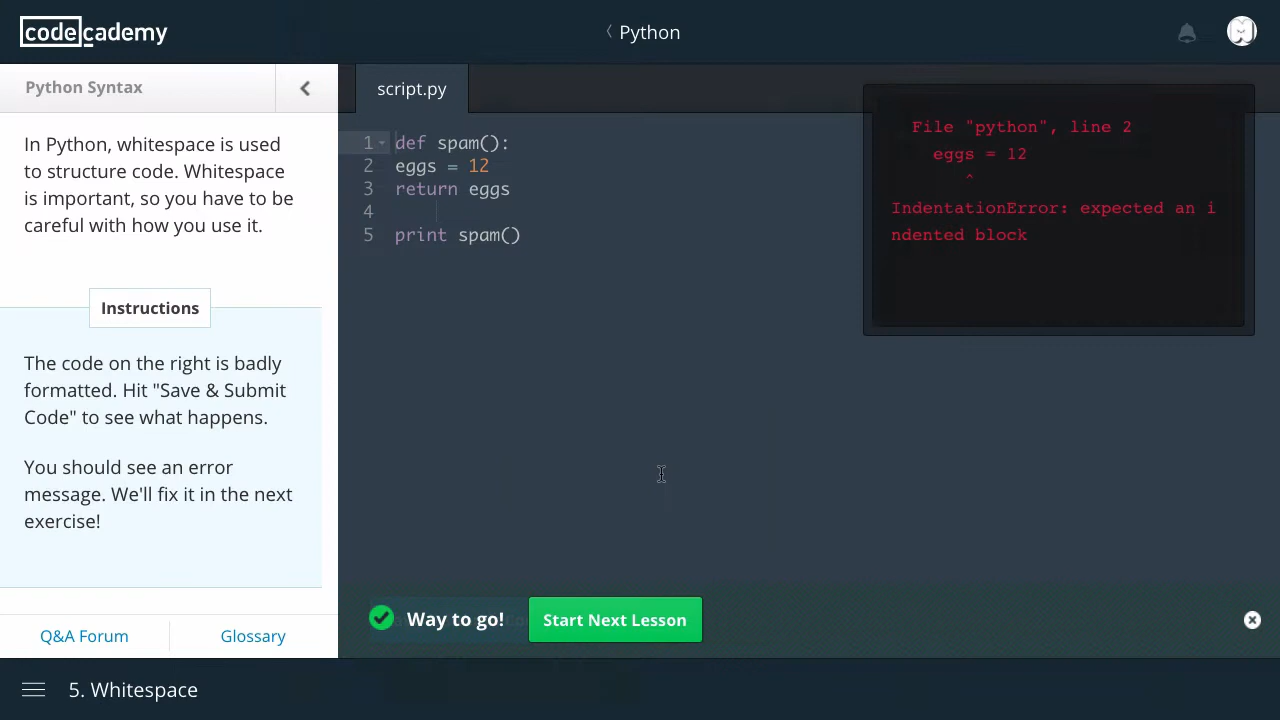 codecademy
Python
Python Syntax
script.py
In Python, whitespace is used
to structure code. Whitespace
is important, so you have to be
careful with how you use it.
Instructions
The code on the right is badly
formatted. Hit "Save & Submit
Code" to see what happens.
You should see an error
message. We'll fix it in the next
exercise!
Q&A Forum
Glossary
1 def spam():
2 eggs = 12
3 return eggs
4
5 print spam()
File "python", line 2
eggs = 12
^
IndentationError: expected an i
ndented block
Way to go!
Start Next Lesson
5. Whitespace